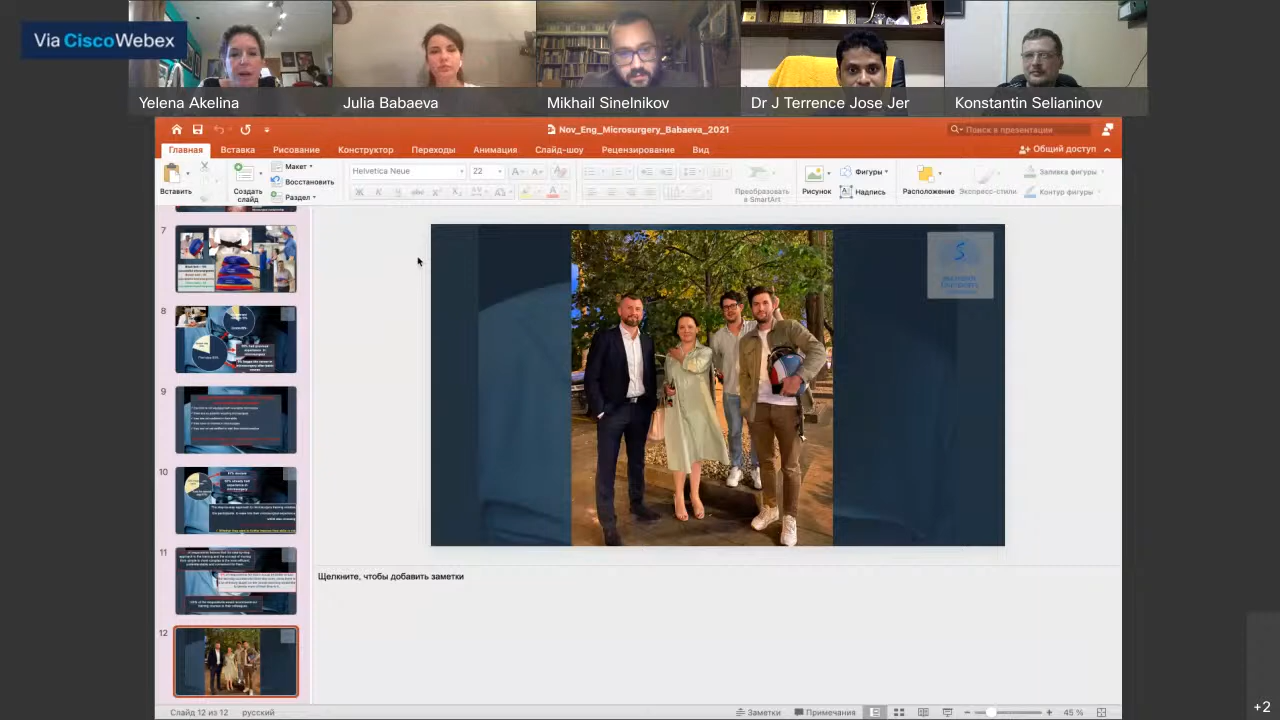 Via Cisco Webex
Yelena Akelina
Julia Babaeva
Mikhail Sinelnikov
Dr J Terrence Jose Jer
Konstantin Selianinov
Nov_Eng_Microsurgery_Babaeva_2021
Поиск в презентации
Главная
Вставка
Рисование
Конструктор
Переходы
Анимация
Слайд-шоу
Рецензирование
Вид
Общий доступ
Вставить
Создать
слайд
Макет
Восстановить
Раздел
Helvetica Neue
22
Преобразовать
в SmartArt
Рисунок
Фигуры
Надпись
Расположение
Экспресс-стили
Заливка фигуры
Контур фигуры
7
8
9
10
11
12
Щелкните, чтобы добавить заметки
Слайд 12 из 12
русский
Заметки
Примечания
45 %
+2